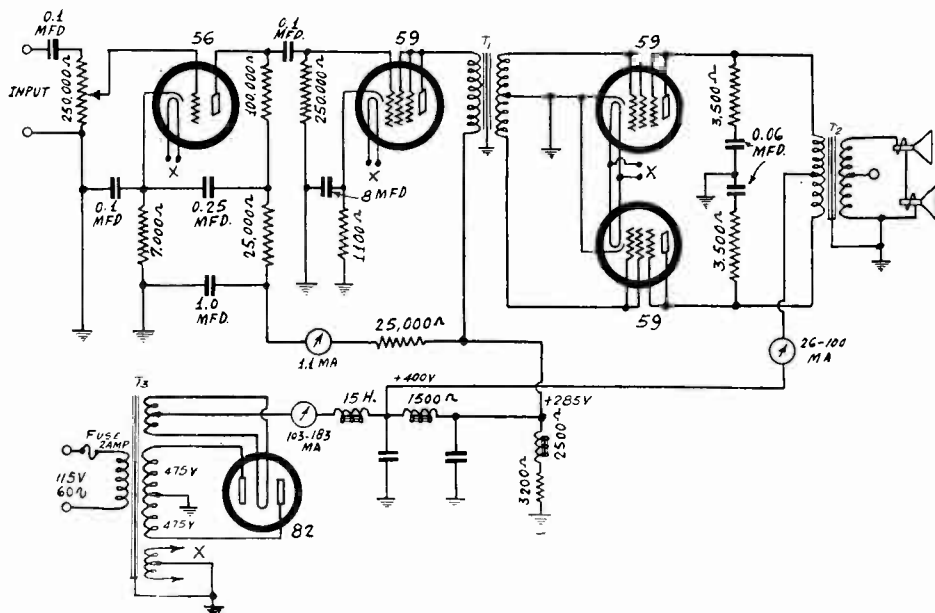 0.1
MFD
INPUT
250,000Ω
56
100,000Ω
0.1
MFD.
250,000Ω
59
T1
59
3,500Ω
0.06
MFD.
T2
X
X
X
0.1
MFD
7,000Ω
0.25
MFD.
25,000Ω
8 MFD
1100Ω
3,500Ω
59
1.0
MFD.
1.1 MA
25,000Ω
26-100
MA
T3
+400V
15 H.
1500Ω
+285V
103-183
MA
2500Ω
3200Ω
FUSE
2AMP
115V
60~
475V
475V
82
X